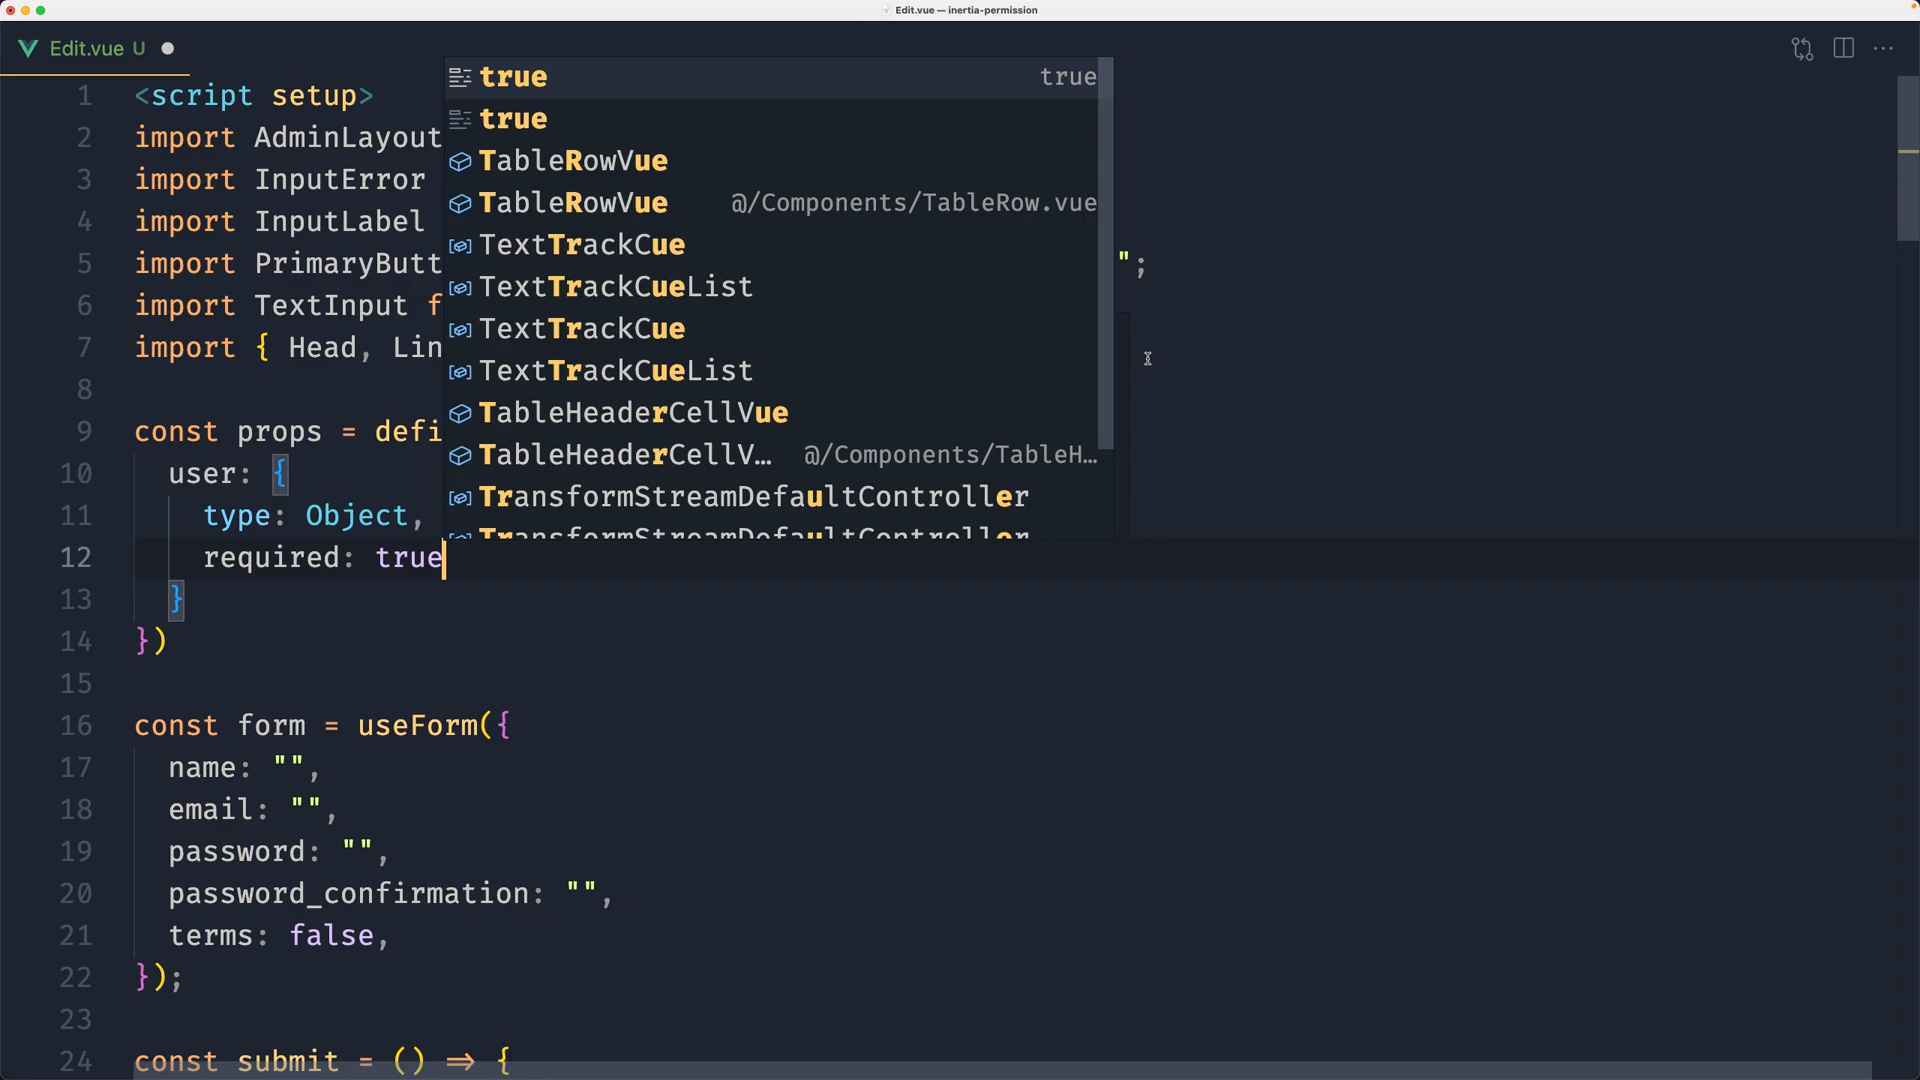 Edit.vue — inertia-permission
Edit.vue U
1 <script setup>
2 import AdminLayout
3 import InputError
4 import InputLabel
5 import PrimaryButt
";
6 import TextInput f
7 import { Head, Lin
8
9 const props = defi
10 user: {
11 type: Object,
12 required: true
13 }
14 })
15
16 const form = useForm({
17 name: "",
18 email: "",
19 password: "",
20 password_confirmation: "",
21 terms: false,
22 });
23
24 const submit = () => {
true true
true
TableRowVue
TableRowVue @/Components/TableRow.vue
TextTrackCue
TextTrackCueList
TextTrackCue
TextTrackCueList
TableHeaderCellVue
TableHeaderCellV… @/Components/TableH…
TransformStreamDefaultController
TransformStreamDefaultController